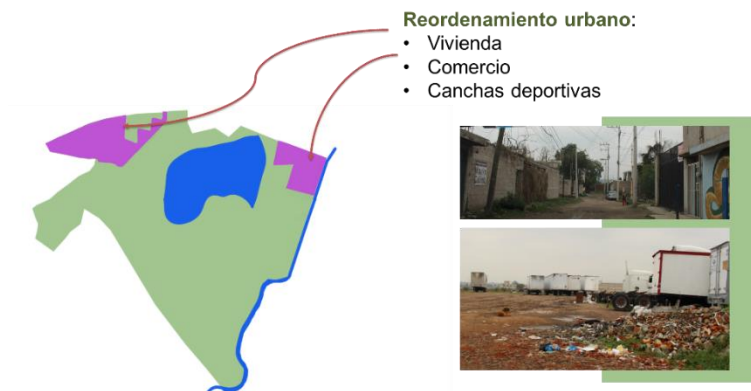 Reordenamiento urbano:
• Vivienda
• Comercio
• Canchas deportivas